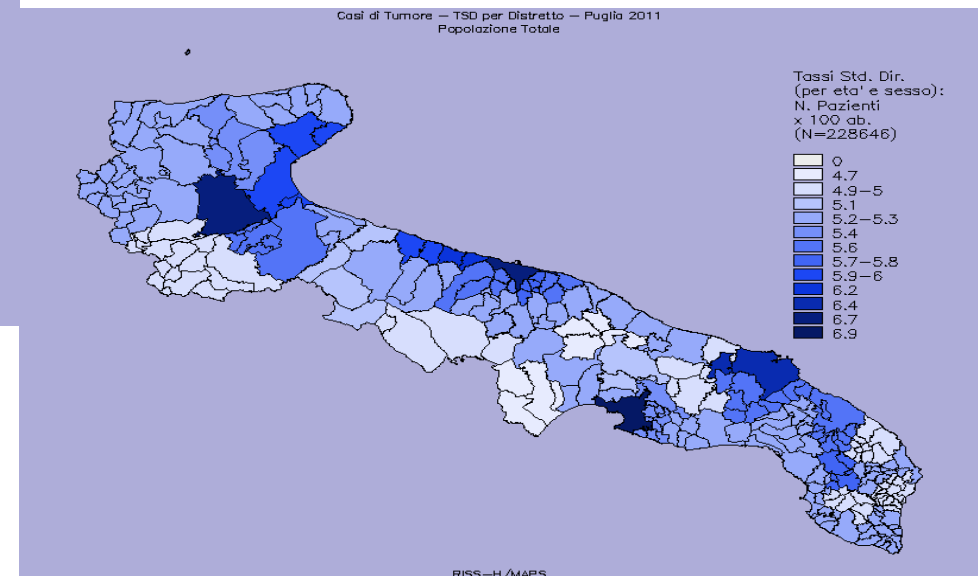 Casi di Tumore – TSD per Distretto – Puglia 2011
Popolazione Totale
Tassi Std. Dir.
(per eta' e sesso):
N. Pazienti
x 100 ab.
(N=228646)
0
4.7
4.9–5
5.1
5.2–5.3
5.4
5.6
5.7–5.8
5.9–6
6.2
6.4
6.7
6.9
RISS–H/MAPS